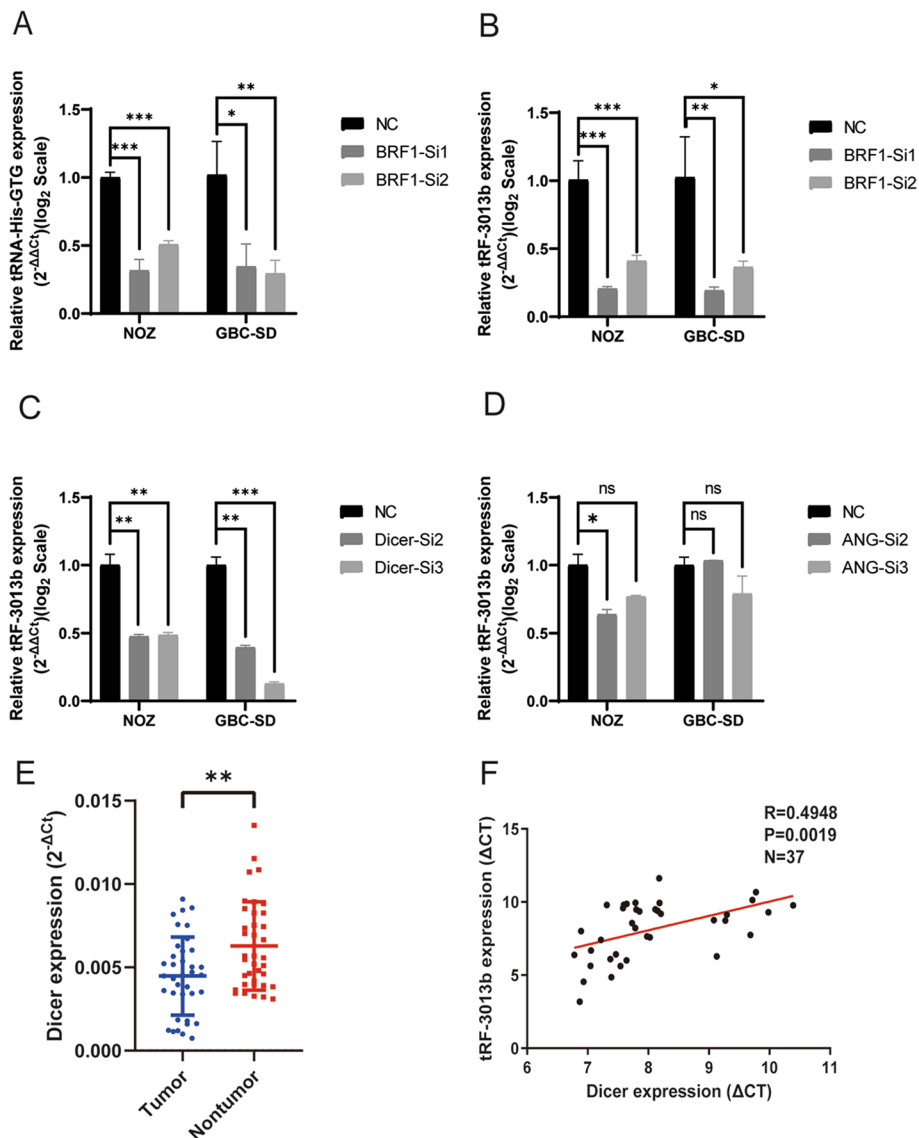 A
Relative tRNA-His-GTG expression
(2^-ΔΔCt)(log₂ Scale)
1.5
1.0
0.5
0.0
***
***
**
*
NOZ
GBC-SD
NC
BRF1-Si1
BRF1-Si2
B
Relative tRF-3013b expression
(2^-ΔΔCt)(log₂ Scale)
1.5
1.0
0.5
0.0
***
***
*
**
NOZ
GBC-SD
NC
BRF1-Si1
BRF1-Si2
C
Relative tRF-3013b expression
(2^-ΔΔCt)(log₂ Scale)
1.5
1.0
0.5
0.0
**
**
***
**
NOZ
GBC-SD
NC
Dicer-Si2
Dicer-Si3
D
Relative tRF-3013b expression
(2^-ΔΔCt)(log₂ Scale)
1.5
1.0
0.5
0.0
ns
*
ns
ns
NOZ
GBC-SD
NC
ANG-Si2
ANG-Si3
E
Dicer expression (2^-ΔCt)
0.015
0.010
0.005
0.000
**
Tumor
Nontumor
F
tRF-3013b expression (ΔCT)
15
10
5
0
R=0.4948
P=0.0019
N=37
6 7 8 9 10 11
Dicer expression (ΔCT)